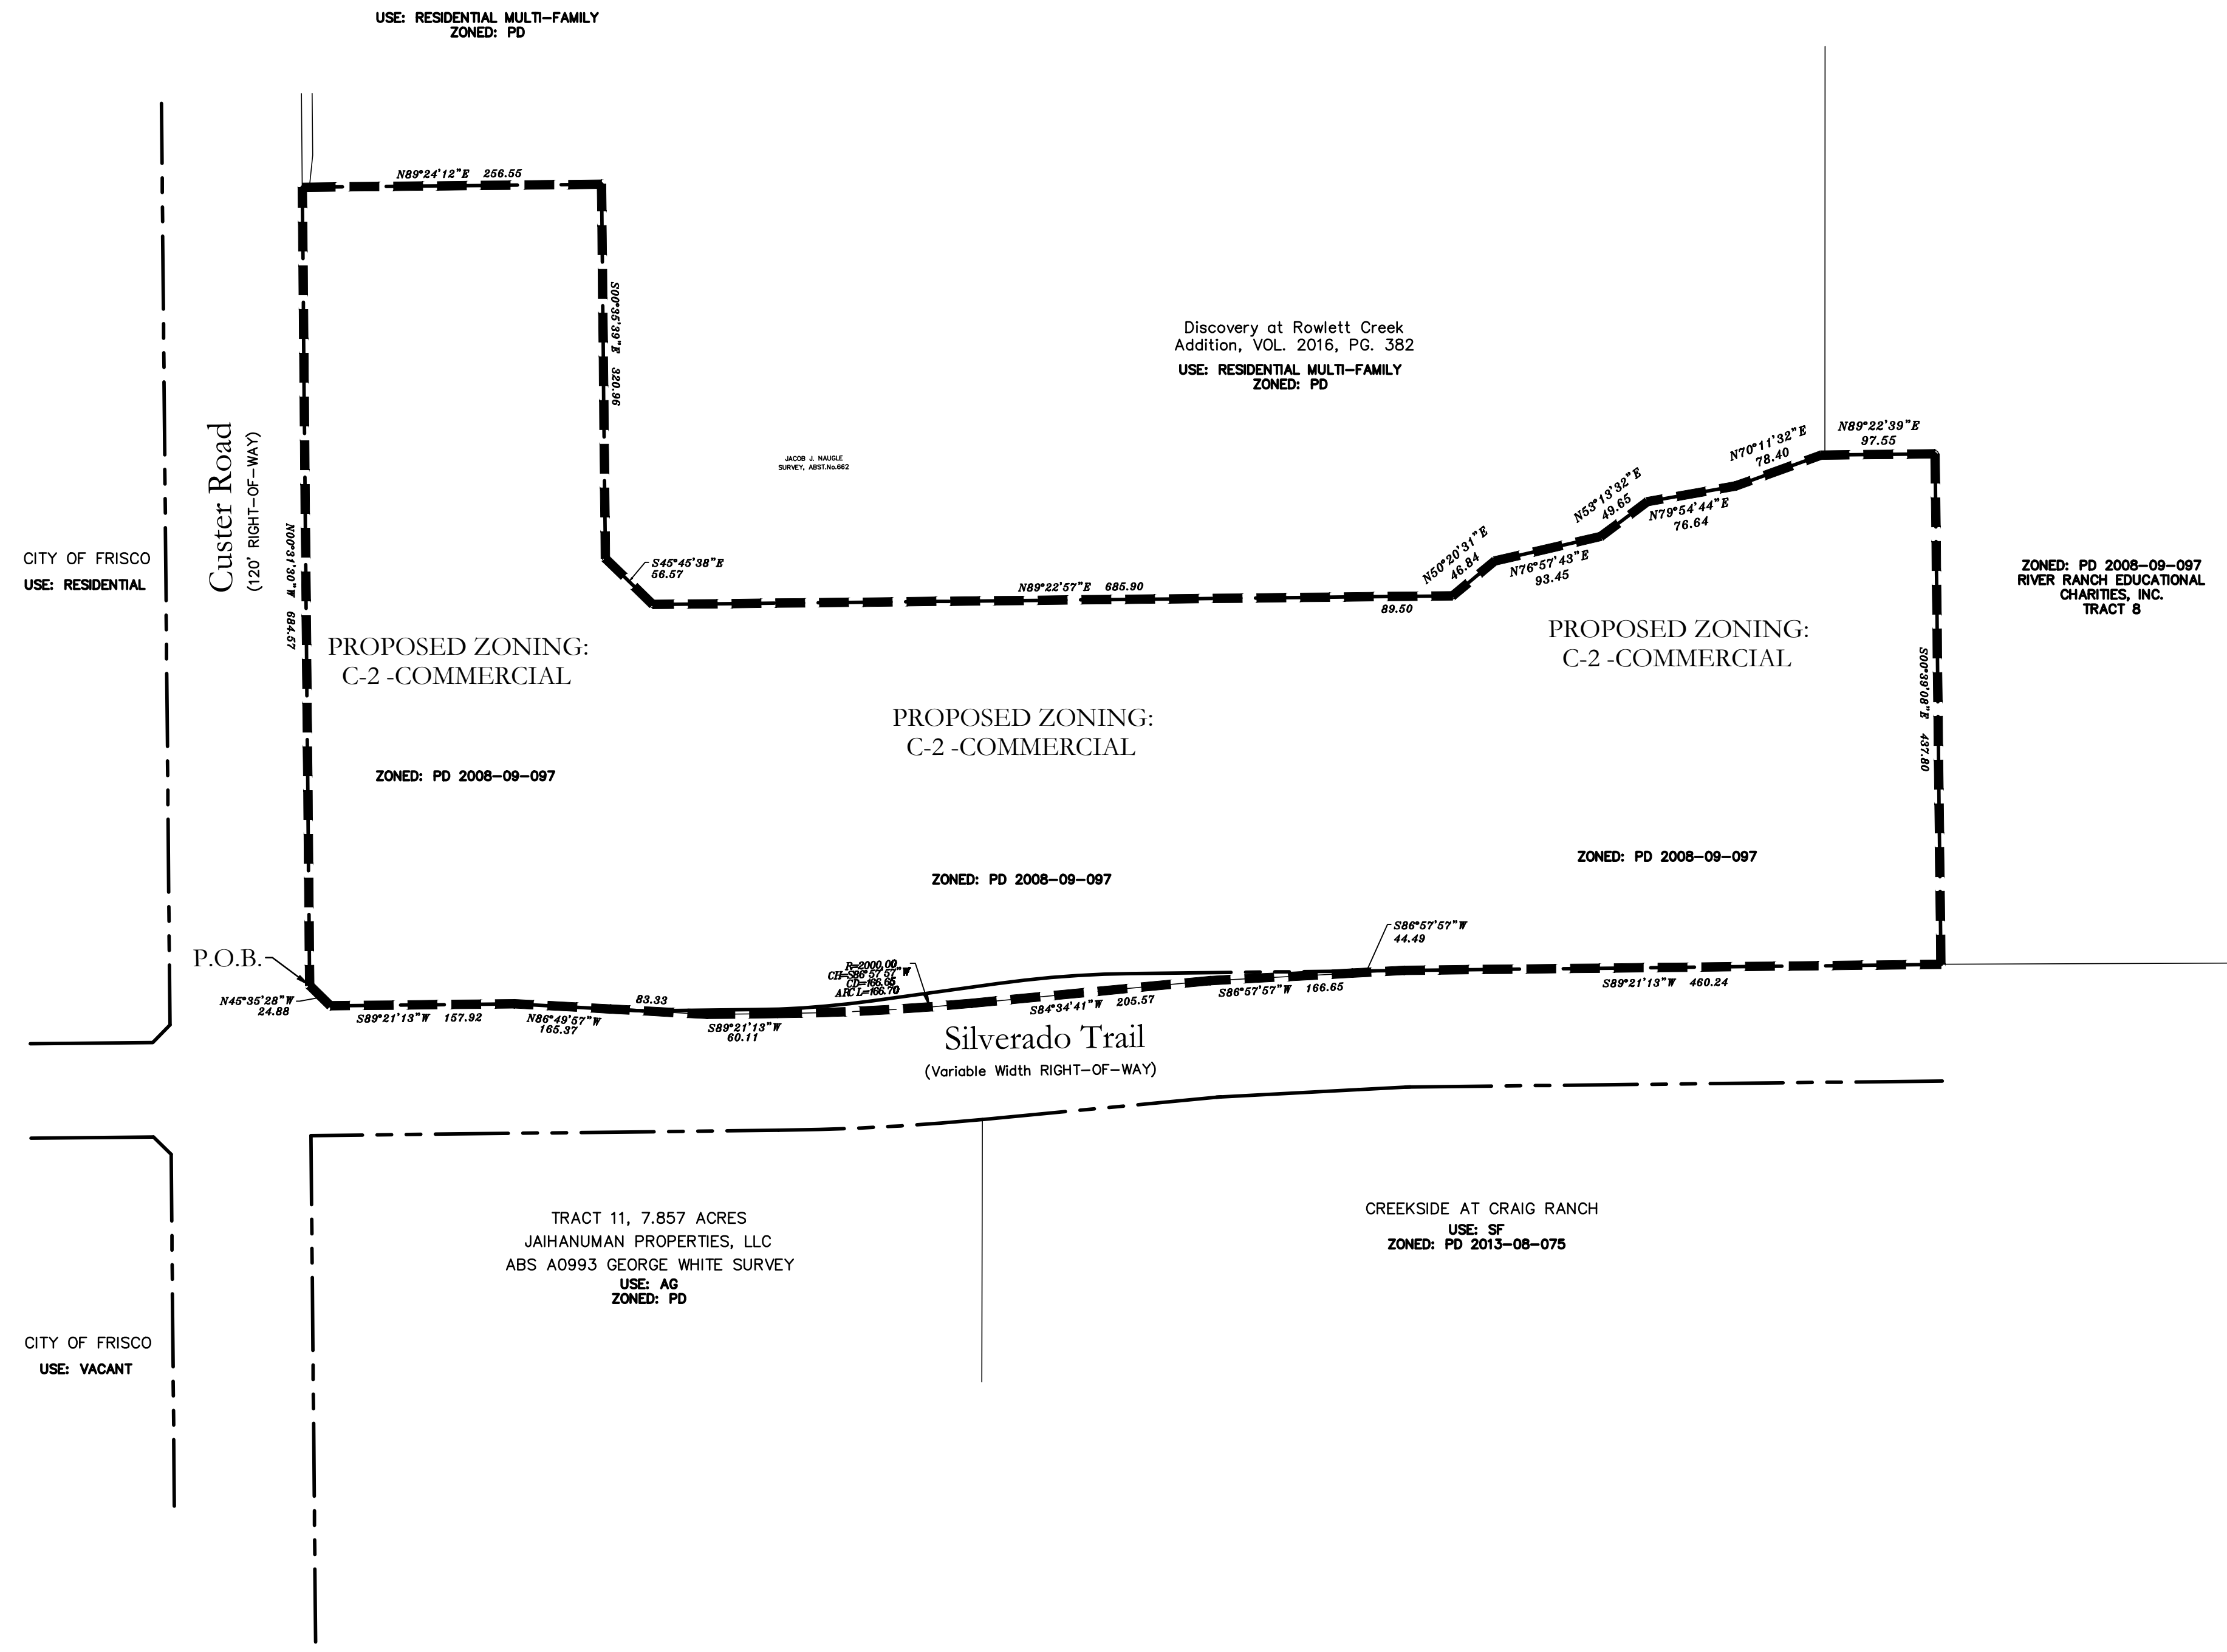 USE: RESIDENTIAL MULTI-FAMILY
ZONED: PD
N89°24'12"E 256.55
S00°35'39"E 320.96
Discovery at Rowlett Creek
Addition, VOL. 2016, PG. 382
USE: RESIDENTIAL MULTI-FAMILY
ZONED: PD
JACOB J. NAUGLE
SURVEY, ABST.No.662
Custer Road
(120' RIGHT-OF-WAY)
N00°31'30"W 684.57
CITY OF FRISCO
USE: RESIDENTIAL
S45°45'38"E
56.57
N89°22'57"E 685.90
89.50
N50°20'31"E
46.84
N76°57'43"E
93.45
N53°13'32"E
49.65
N79°54'44"E
76.64
N70°11'32"E
78.40
N89°22'39"E
97.55
S00°39'08"E 437.80
ZONED: PD 2008-09-097
RIVER RANCH EDUCATIONAL
CHARITIES, INC.
TRACT 8
PROPOSED ZONING:
C-2 -COMMERCIAL
PROPOSED ZONING:
C-2 -COMMERCIAL
PROPOSED ZONING:
C-2 -COMMERCIAL
ZONED: PD 2008-09-097
ZONED: PD 2008-09-097
ZONED: PD 2008-09-097
P.O.B.
N45°35'28"W
24.88
S89°21'13"W 157.92
N86°49'57"W
165.37
83.33
S89°21'13"W
60.11
R=2000.00
CH=S86°57'57"W
CD=166.65
ARC L=166.70
S84°34'41"W 205.57
S86°57'57"W 166.65
S86°57'57"W
44.49
S89°21'13"W 460.24
Silverado Trail
(Variable Width RIGHT-OF-WAY)
TRACT 11, 7.857 ACRES
JAIHANUMAN PROPERTIES, LLC
ABS A0993 GEORGE WHITE SURVEY
USE: AG
ZONED: PD
CREEKSIDE AT CRAIG RANCH
USE: SF
ZONED: PD 2013-08-075
CITY OF FRISCO
USE: VACANT